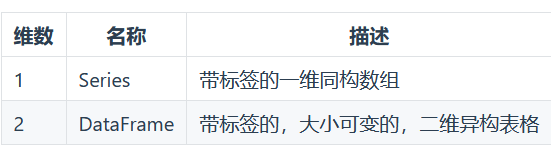 维数 名称 描述
1 Series 带标签的一维同构数组
2 DataFrame 带标签的，大小可变的，二维异构表格